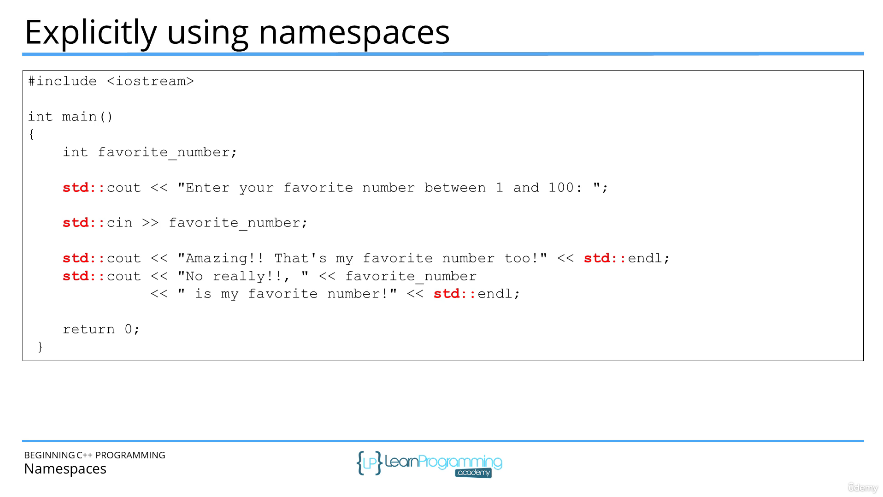 Explicitly using namespaces
#include <iostream>
int main()
{
int favorite_number;
std::cout << "Enter your favorite number between 1 and 100: ";
std::cin >> favorite_number;
std::cout << "Amazing!! That's my favorite number too!" << std::endl;
std::cout << "No really!!, " << favorite_number
<< " is my favorite number!" << std::endl;
return 0;
}
BEGINNING C++ PROGRAMMING
Namespaces
{LP} LearnProgramming
academy
Udemy